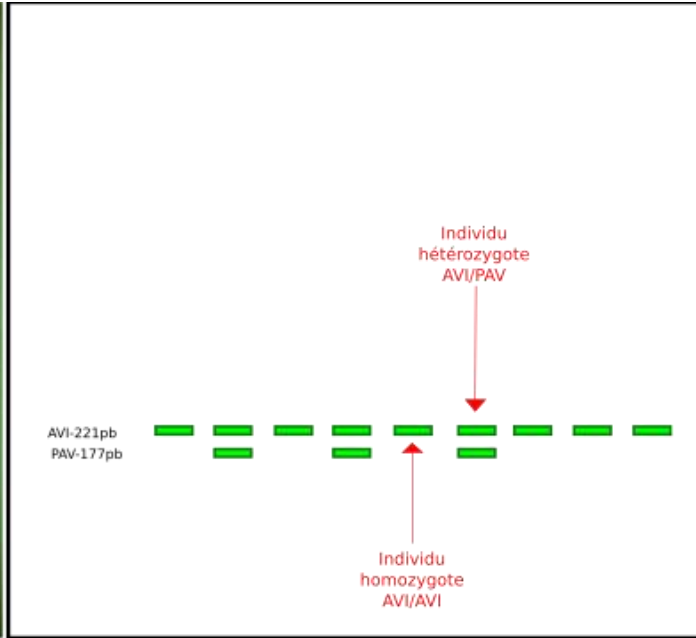 Individu
hétérozygote
AVI/PAV
AVI-221pb
PAV-177pb
Individu
homozygote
AVI/AVI